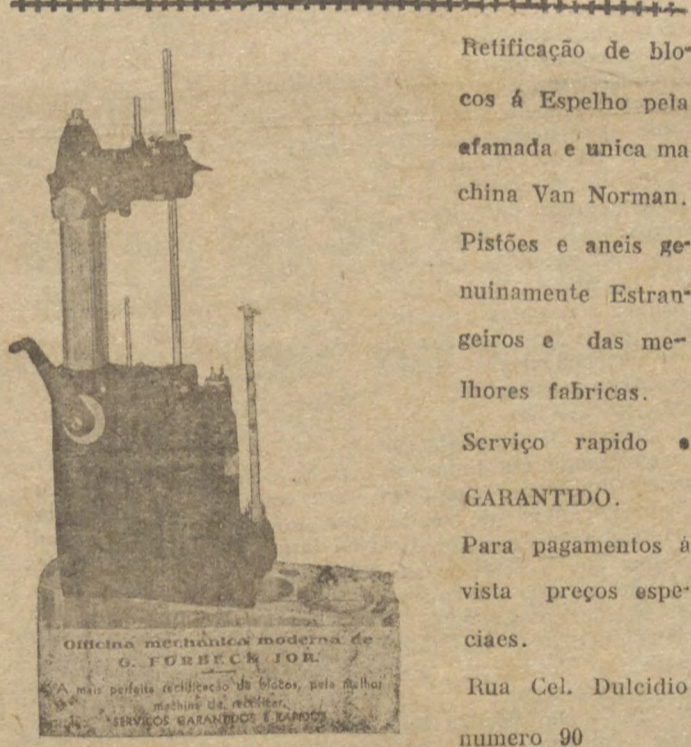 Retificação de blo-
cos á Espelho pela
afamada e unica ma
china Van Norman.
Pistões e aneis ge-
nuinamente Estran-
geiros e das me-
lhores fabricas.
Serviço rapido e
GARANTIDO.
Para pagamentos á
vista preços espe-
ciaes.
Rua Cel. Dulcidio
numero 90
Officina mechanica moderna de
G. FORBECK JOR.
A mais perfeita rectificação de blocos, pela melhor
machina de rectificar.
SERVIÇOS GARANTIDOS E RAPIDOS